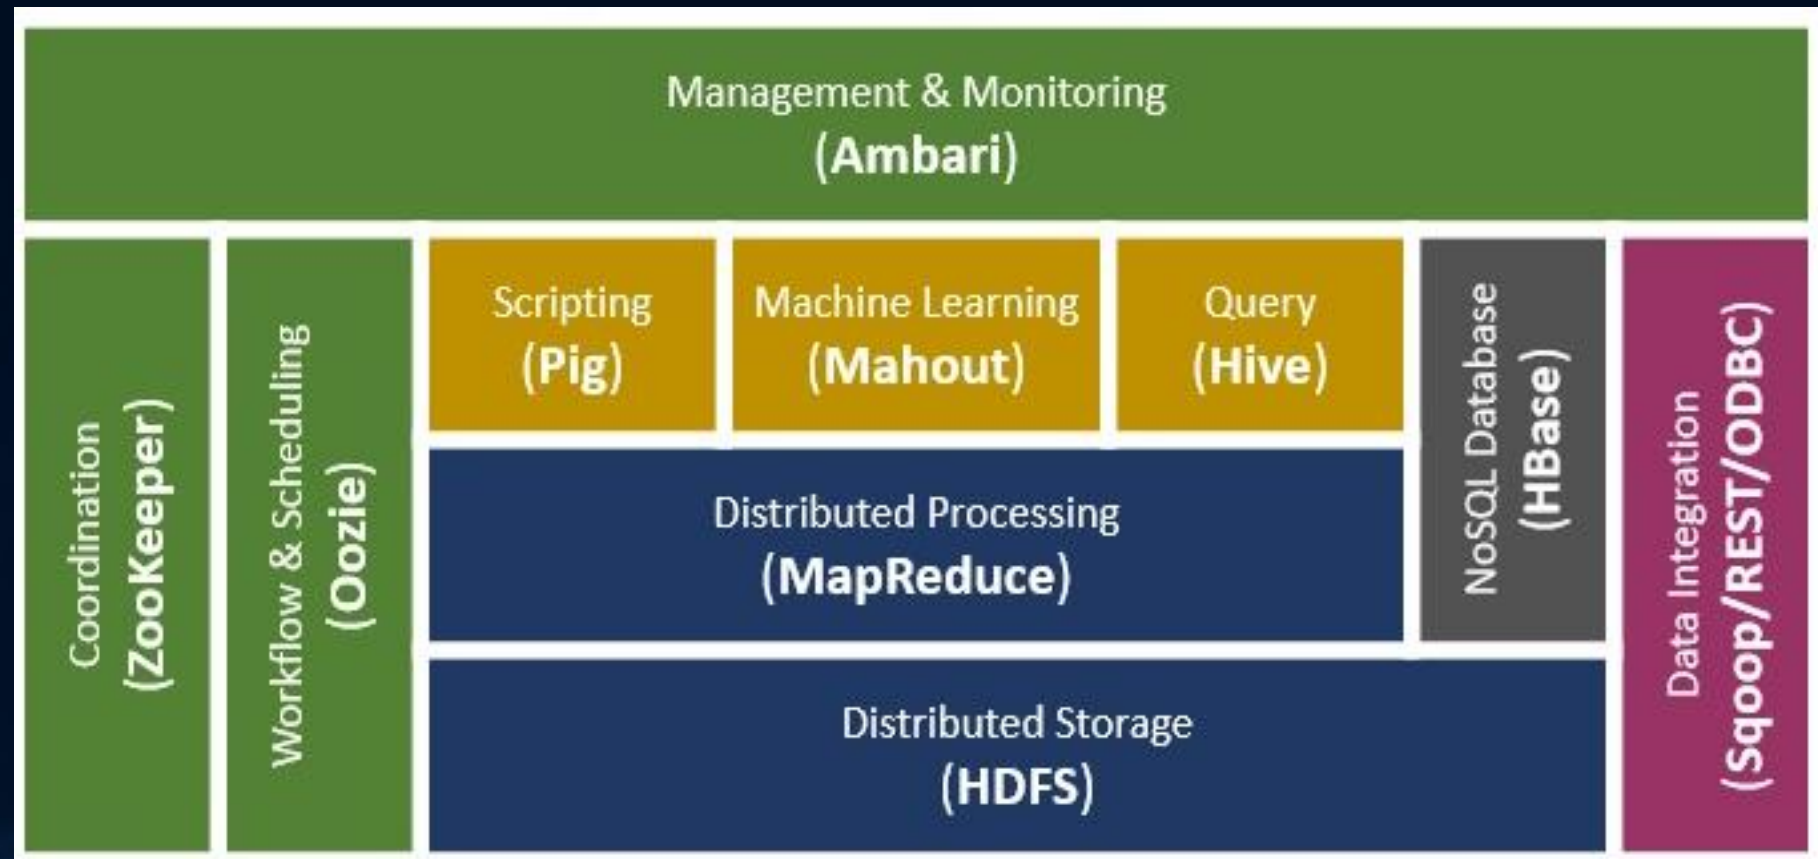 Management & Monitoring
(Ambari)
Coordination
(ZooKeeper)
Workflow & Scheduling
(Oozie)
Scripting
(Pig)
Machine Learning
(Mahout)
Query
(Hive)
NoSQL Database
(HBase)
Data Integration
(Sqoop/REST/ODBC)
Distributed Processing
(MapReduce)
Distributed Storage
(HDFS)